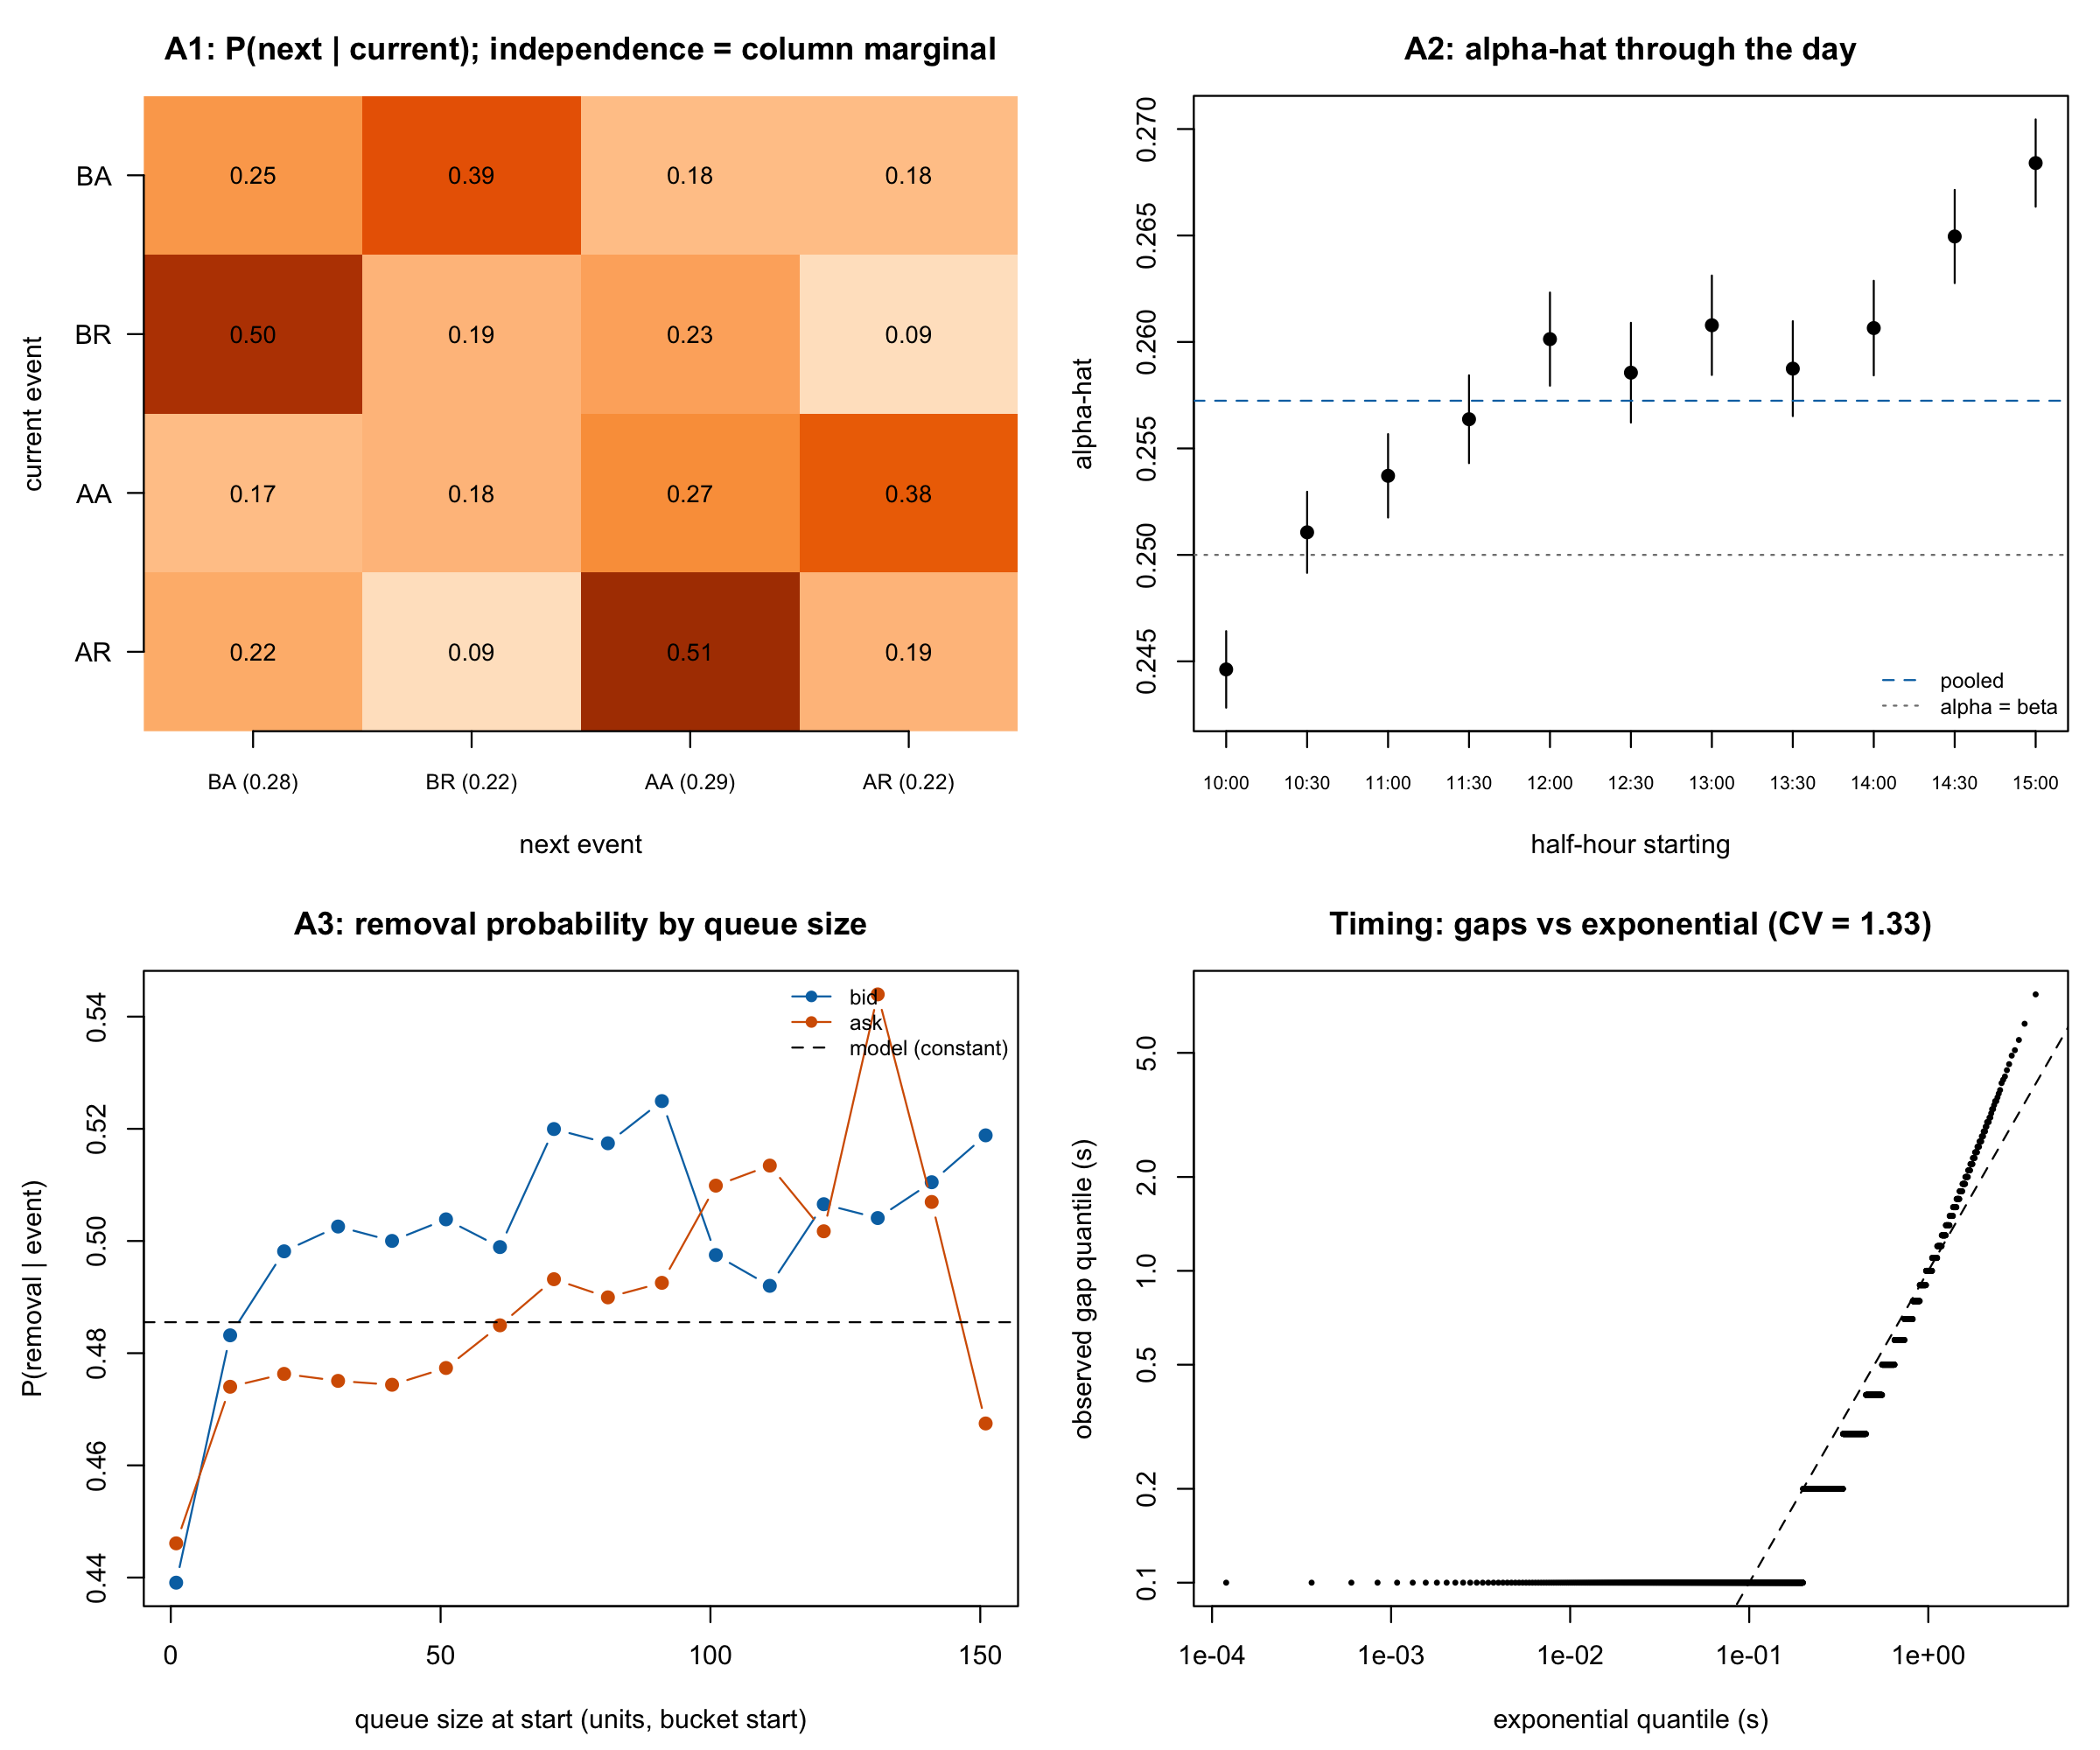 A1: P(next | current); independence = column marginal
current event
BA
BR
AA
AR
0.25 0.39 0.18 0.18
0.50 0.19 0.23 0.09
0.17 0.18 0.27 0.38
0.22 0.09 0.51 0.19
BA (0.28) BR (0.22) AA (0.29) AR (0.22)
next event
A2: alpha-hat through the day
alpha-hat
0.270
0.265
0.260
0.255
0.250
0.245
pooled
alpha = beta
10:00 10:30 11:00 11:30 12:00 12:30 13:00 13:30 14:00 14:30 15:00
half-hour starting
A3: removal probability by queue size
P(removal | event)
0.54
0.52
0.50
0.48
0.46
0.44
bid
ask
model (constant)
0 50 100 150
queue size at start (units, bucket start)
Timing: gaps vs exponential (CV = 1.33)
observed gap quantile (s)
5.0
2.0
1.0
0.5
0.2
0.1
1e-04 1e-03 1e-02 1e-01 1e+00
exponential quantile (s)